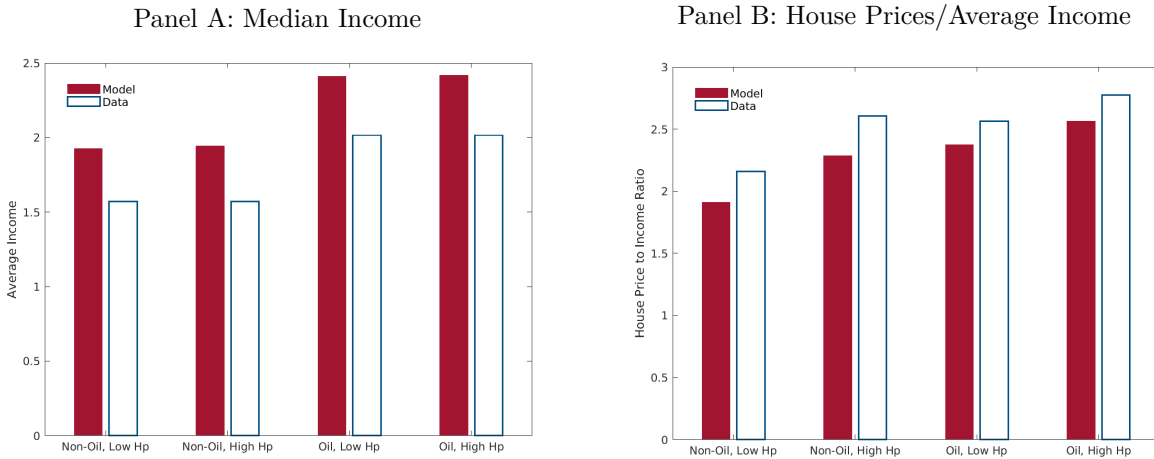 Panel A: Median Income
2.5
2
1.5
1
0.5
0
Average Income
Model
Data
Non-Oil, Low Hp
Non-Oil, High Hp
Oil, Low Hp
Oil, High Hp
Panel B: House Prices/Average Income
3
2.5
2
1.5
1
0.5
0
House Price to Income Ratio
Model
Data
Non-Oil, Low Hp
Non-Oil, High Hp
Oil, Low Hp
Oil, High Hp